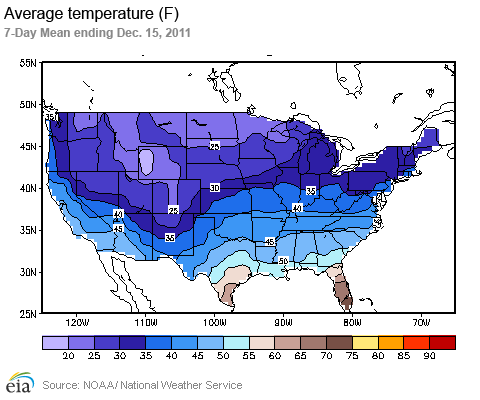 Average temperature (F)
7-Day Mean ending Dec. 15, 2011
55N
50N
45N
40N
35N
30N
25N
35
25
30
35
40
40
25
45
45
35
50
120W 110W 100W 90W 80W 70W
20 25 30 35 40 45 50 55 60 65 70 75 80 85 90
eia Source: NOAA/ National Weather Service